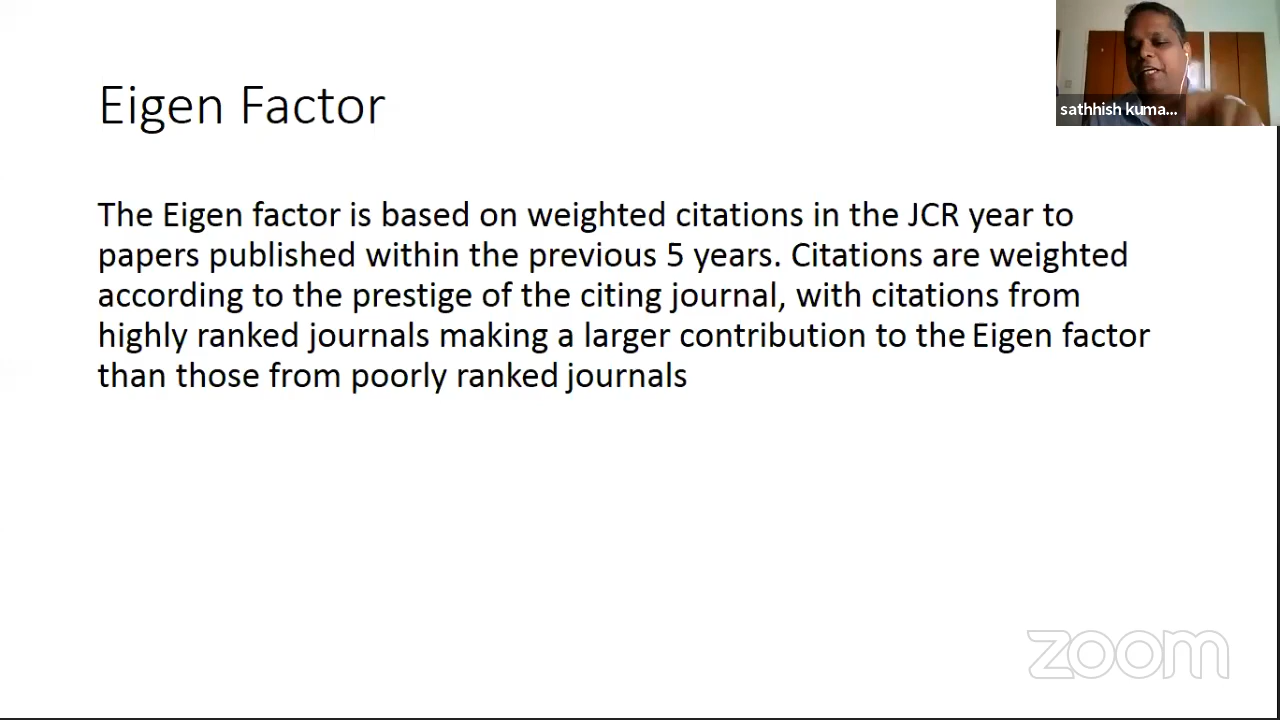 Eigen Factor
sathhish kuma...
The Eigen factor is based on weighted citations in the JCR year to
papers published within the previous 5 years. Citations are weighted
according to the prestige of the citing journal, with citations from
highly ranked journals making a larger contribution to the Eigen factor
than those from poorly ranked journals
zoom